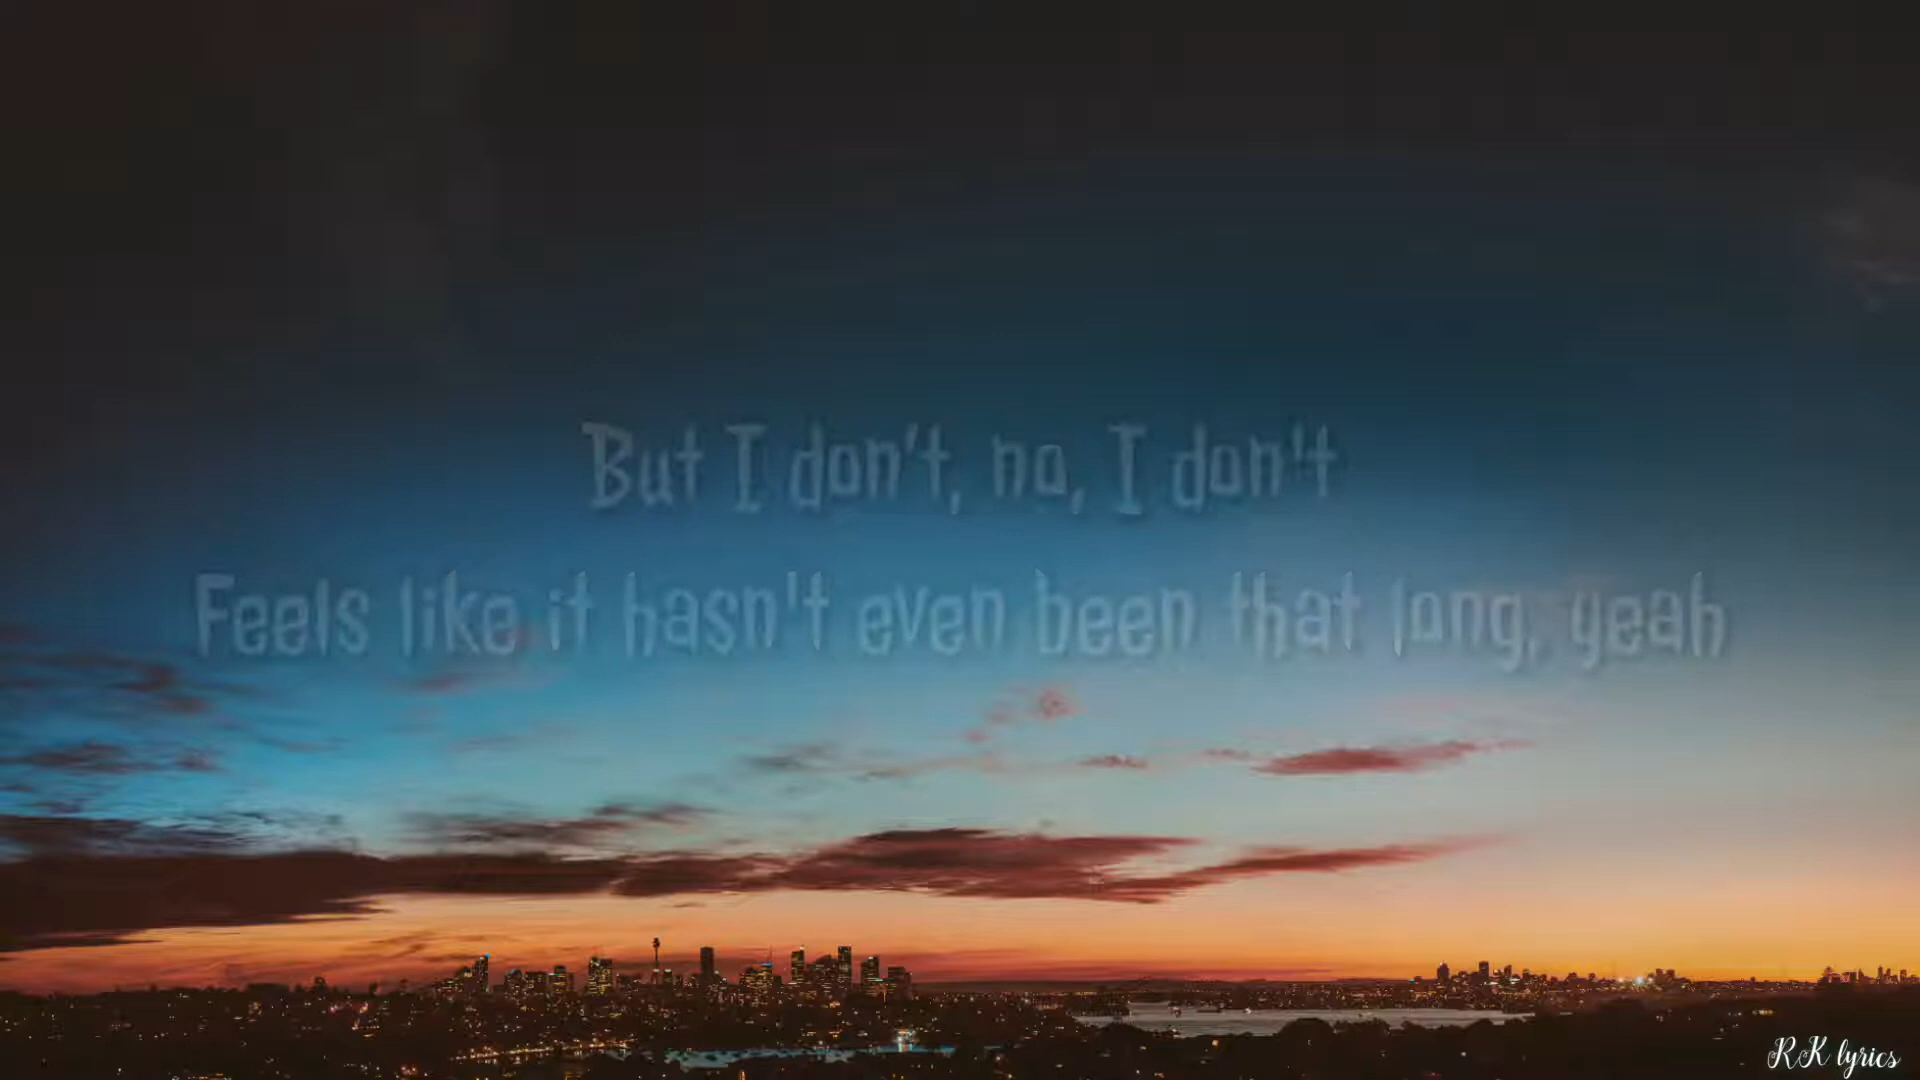 But I don't, no, I don't
Feels like it hasn't even been that long, yeah
RK lyrics